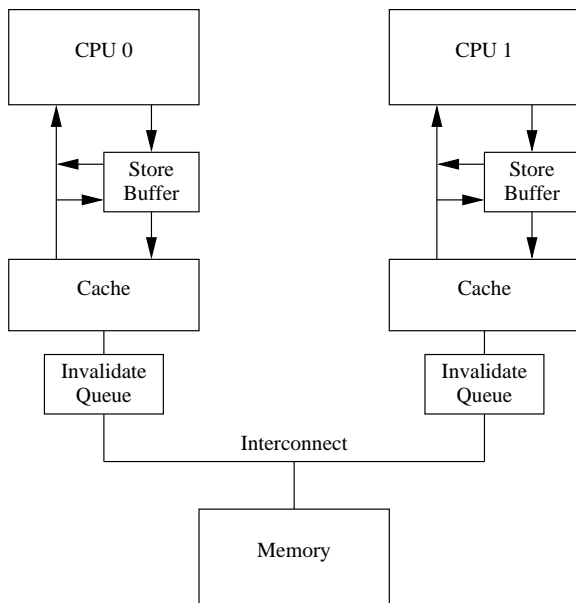 CPU 0
CPU 1
Store
Buffer
Store
Buffer
Cache
Cache
Invalidate
Queue
Invalidate
Queue
Interconnect
Memory